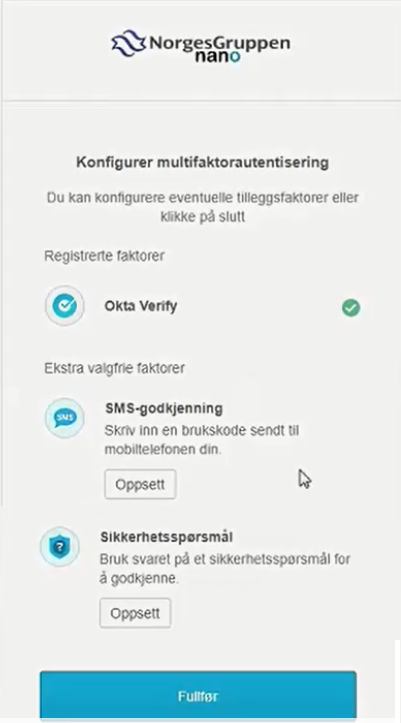 NorgesGruppen
nano
Konfigurer multifaktorautentisering
Du kan konfigurere eventuelle tilleggsfaktorer eller
klikke på slutt
Registrerte faktorer
Okta Verify
Ekstra valgfrie faktorer
SMS
SMS-godkjenning
Skriv inn en brukskode sendt til
mobiltelefonen din.
Oppsett
?
Sikkerhetsspørsmål
Bruk svaret på et sikkerhetsspørsmål for
å godkjenne.
Oppsett
Fullfør